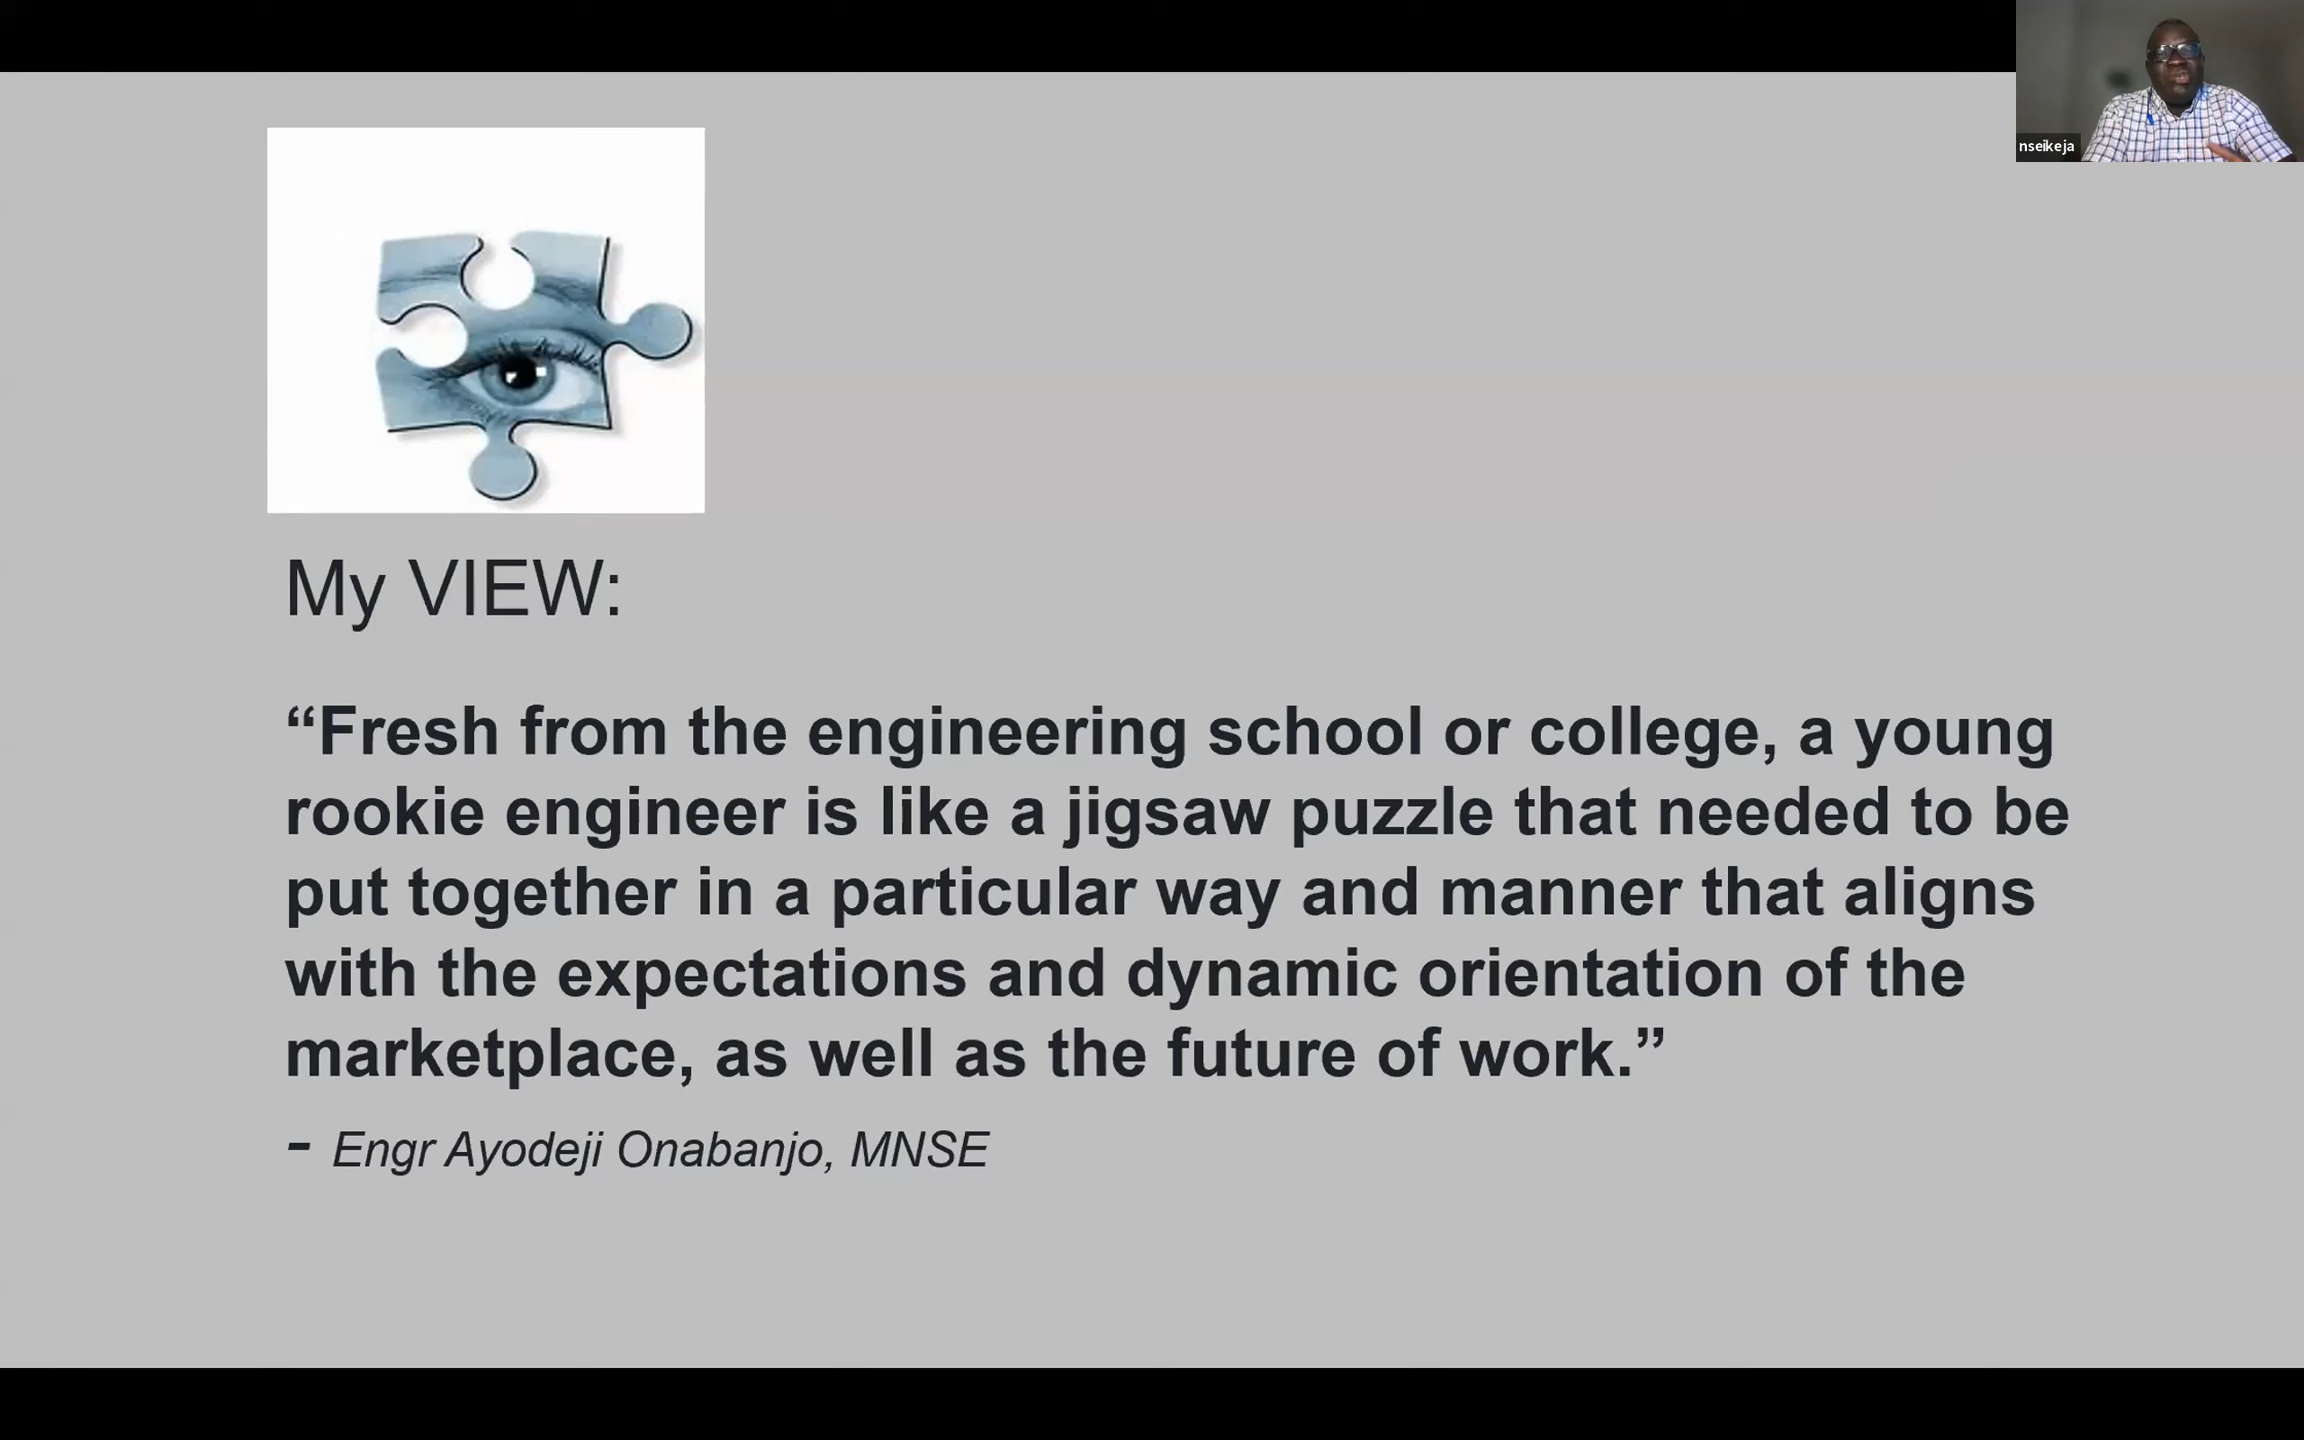 nseikeja
My VIEW:
“Fresh from the engineering school or college, a young
rookie engineer is like a jigsaw puzzle that needed to be
put together in a particular way and manner that aligns
with the expectations and dynamic orientation of the
marketplace, as well as the future of work.”
- Engr Ayodeji Onabanjo, MNSE